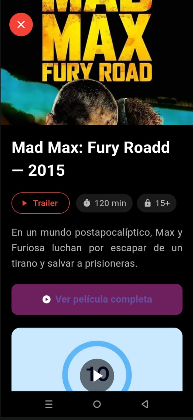 MAD
MAX
FURY ROAD
Mad Max: Fury Roadd
— 2015
Trailer
120 min
15+
En un mundo postapocalíptico, Max y
Furiosa luchan por escapar de un
tirano y salvar a prisioneras.
Ver película completa
10